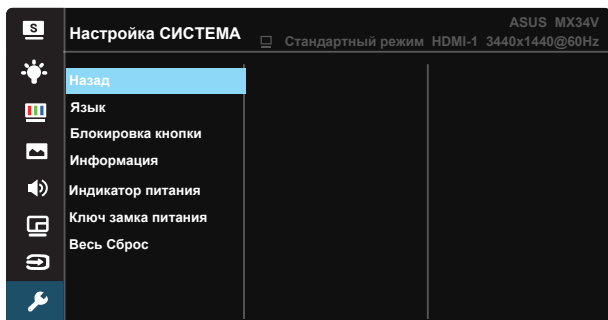 S
Настройка СИСТЕМА
ASUS MX34V
Стандартный режим HDMI-1 3440x1440@60Hz
Назад
Язык
Блокировка кнопки
Информация
Индикатор питания
Ключ замка питания
Весь Сброс